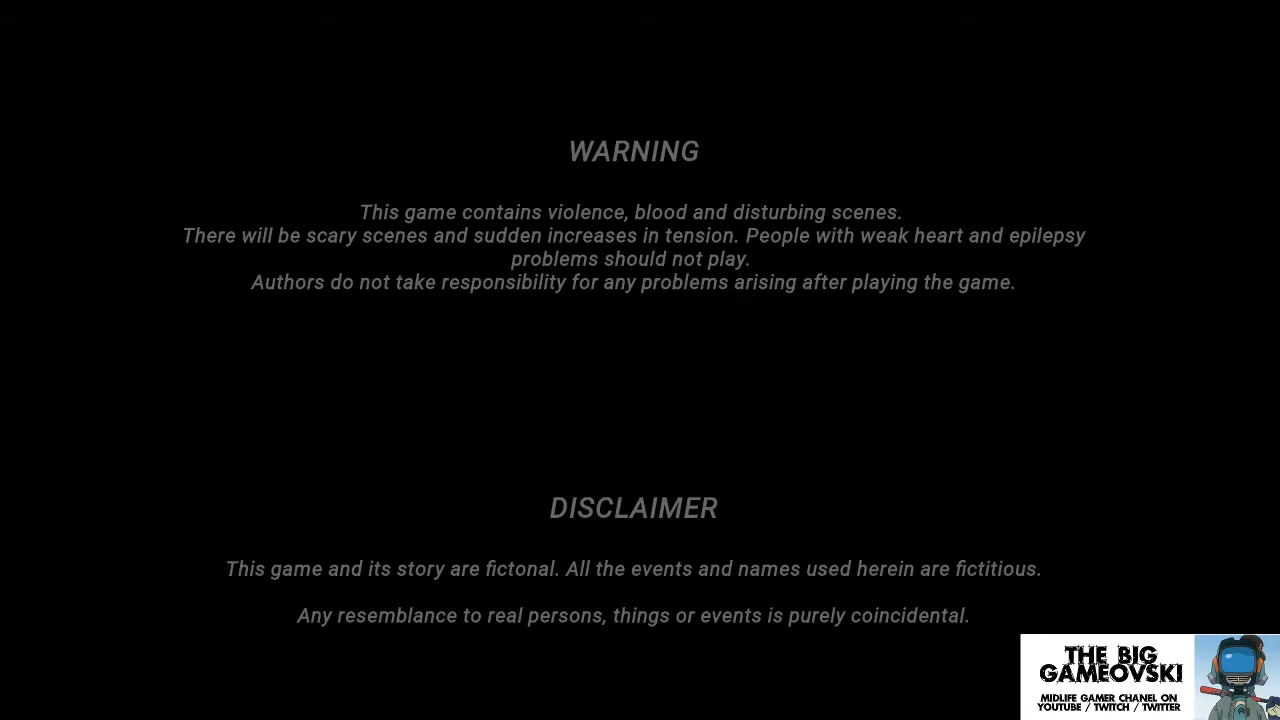 WARNING
This game contains violence, blood and disturbing scenes.
There will be scary scenes and sudden increases in tension. People with weak heart and epilepsy
problems should not play.
Authors do not take responsibility for any problems arising after playing the game.
DISCLAIMER
This game and its story are fictonal. All the events and names used herein are fictitious.
Any resemblance to real persons, things or events is purely coincidental.
THE BIG
GAMEOVSKI
MIDLIFE GAMER CHANEL ON
YOUTUBE / TWITCH / TWITTER